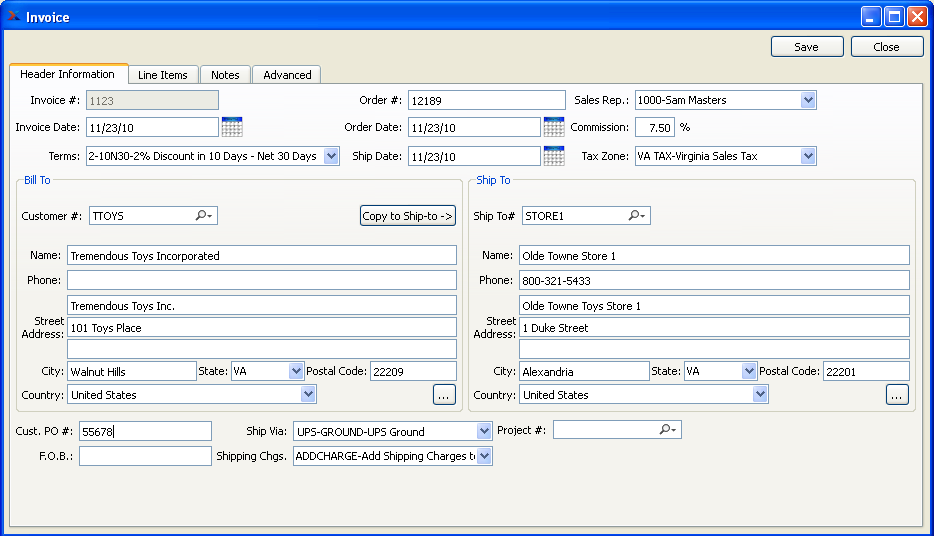 Invoice
Save Close
Header Information Line Items Notes Advanced
Invoice #: 1123 Order #: 12189 Sales Rep.: 1000-Sam Masters
Invoice Date: 11/23/10 Order Date: 11/23/10 Commission: 7.50 %
Terms: 2-10N30-2% Discount in 10 Days - Net 30 Days Ship Date: 11/23/10 Tax Zone: VA TAX-Virginia Sales Tax
Bill To Ship To
Customer #: TTOYS Copy to Ship-to -> Ship To# STORE1
Name: Tremendous Toys Incorporated Name: Olde Towne Store 1
Phone: Phone: 800-321-5433
Tremendous Toys Inc. Olde Towne Toys Store 1
Street Address: 101 Toys Place Street Address: 1 Duke Street
City: Walnut Hills State: VA Postal Code: 22209 City: Alexandria State: VA Postal Code: 22201
Country: United States ... Country: United States ...
Cust. PO #: 55678 Ship Via: UPS-GROUND-UPS Ground Project #:
F.O.B.: Shipping Chgs. ADDCHARGE-Add Shipping Charges to